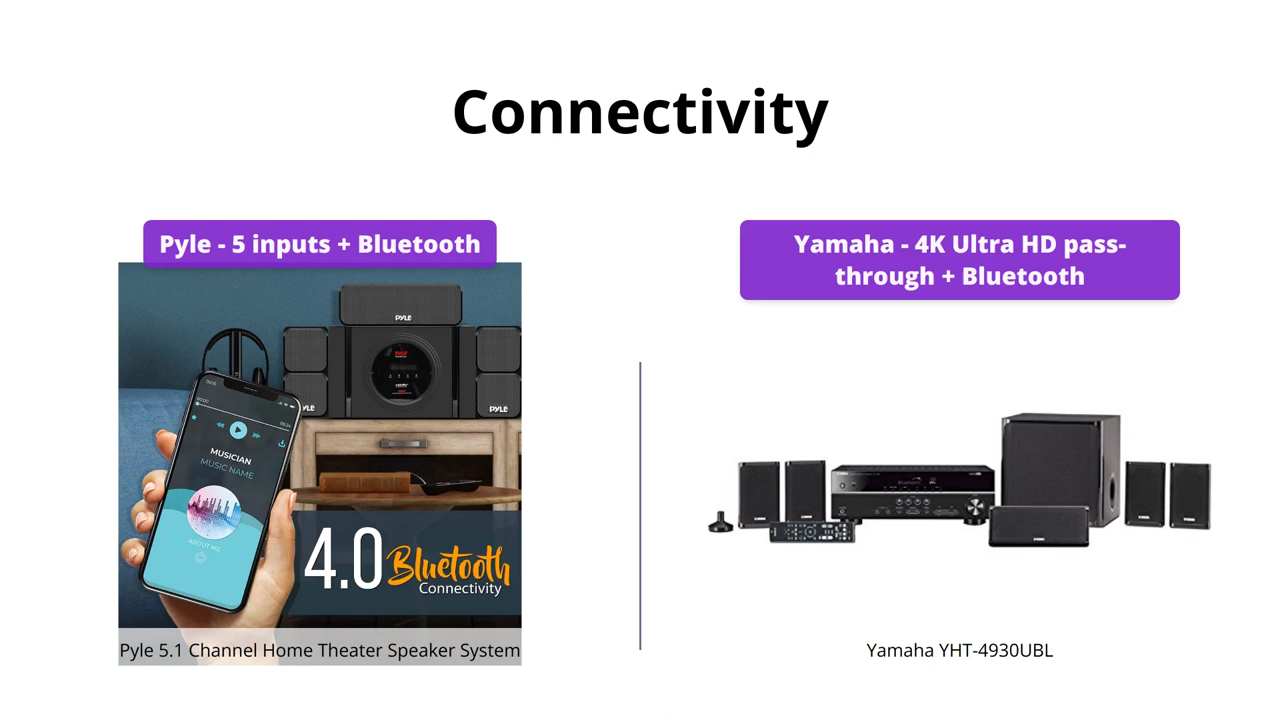 Connectivity
Pyle - 5 inputs + Bluetooth
Yamaha - 4K Ultra HD pass-
through + Bluetooth
PYLE
PYLE
PYLE
MUSICIAN
MUSIC NAME
ABOUT ME
4.0 Bluetooth
Connectivity
Pyle 5.1 Channel Home Theater Speaker System
Yamaha YHT-4930UBL